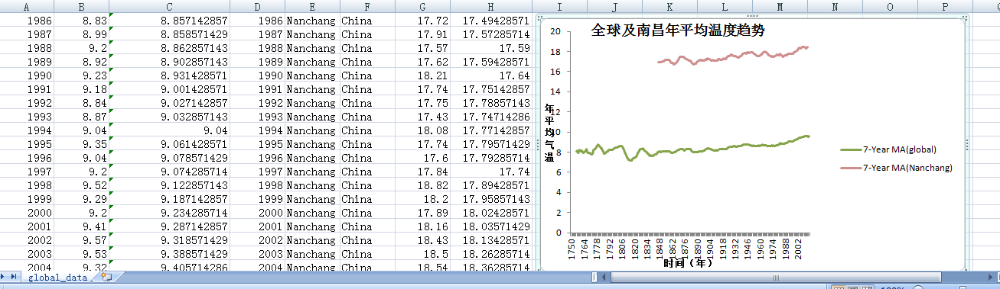 A B C D E F G H I J K L M N O P
1986 8.83 8.857142857 1986 Nanchang China 17.72 17.49428571
1987 8.99 8.858571429 1987 Nanchang China 17.91 17.57285714
1988 9.2 8.862857143 1988 Nanchang China 17.57 17.59
1989 8.92 8.902857143 1989 Nanchang China 17.62 17.59428571
1990 9.23 8.931428571 1990 Nanchang China 18.21 17.64
1991 9.18 9.001428571 1991 Nanchang China 17.74 17.75142857
1992 8.84 9.027142857 1992 Nanchang China 17.75 17.78857143
1993 8.87 9.032857143 1993 Nanchang China 17.43 17.74714286
1994 9.04 9.04 1994 Nanchang China 18.08 17.77142857
1995 9.35 9.061428571 1995 Nanchang China 17.74 17.79571429
1996 9.04 9.078571429 1996 Nanchang China 17.6 17.79285714
1997 9.2 9.074285714 1997 Nanchang China 17.84 17.74
1998 9.52 9.122857143 1998 Nanchang China 18.82 17.89428571
1999 9.29 9.187142857 1999 Nanchang China 18.2 17.95857143
2000 9.2 9.234285714 2000 Nanchang China 17.89 18.02428571
2001 9.41 9.287142857 2001 Nanchang China 18.16 18.03571429
2002 9.57 9.318571429 2002 Nanchang China 18.43 18.13428571
2003 9.53 9.388571429 2003 Nanchang China 18.5 18.26285714
2004 9.32 9.405714286 2004 Nanchang China 18.54 18.36285714
global_data
全球及南昌年平均温度趋势
20
18
16
14
12
10
8
6
4
2
0
年平均气温
1750 1764 1778 1792 1806 1820 1834 1848 1862 1876 1890 1904 1918 1932 1946 1960 1974 1988 2002
时间（年）
7-Year MA(global)
7-Year MA(Nanchang)